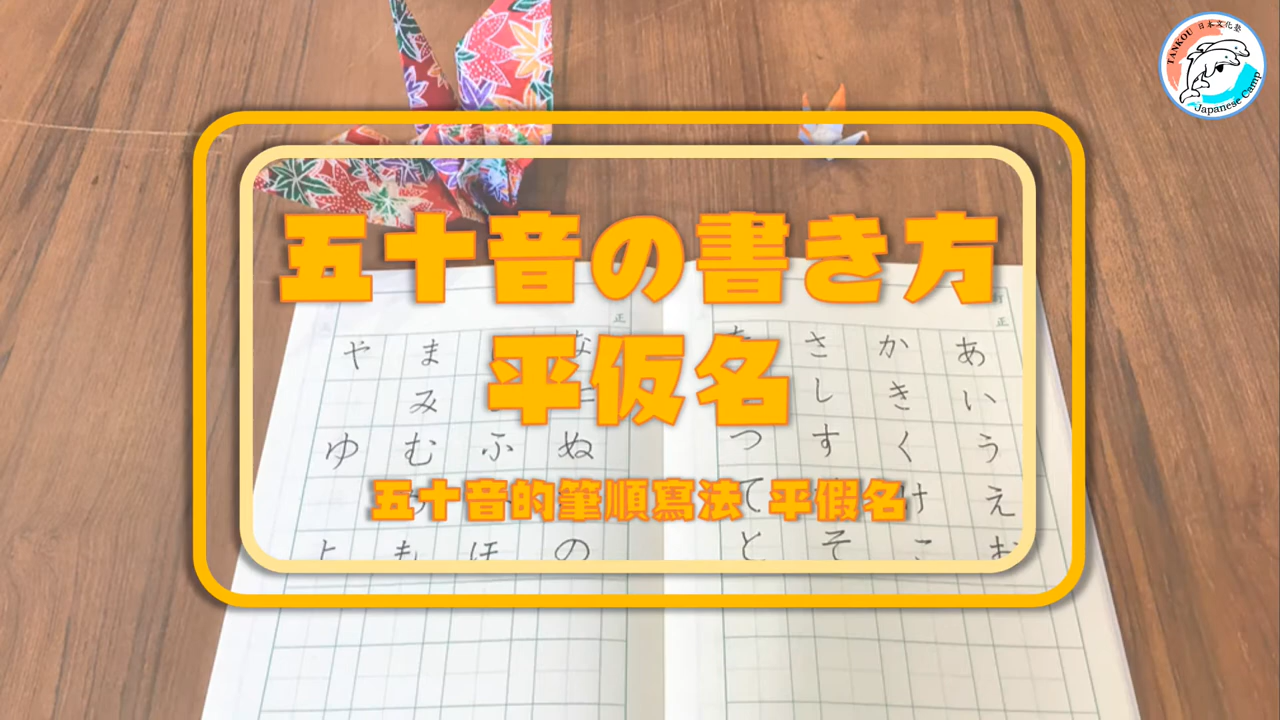 TANKOU 日本文化塾
Japanese Camp
五十音の書き方
平仮名
五十音的筆順寫法 平假名
正
正
や ま な
み
ゆ む ふ ぬ
よ も ほ の
さ か あ
し き い
つ す く う
て け え
と そ こ お